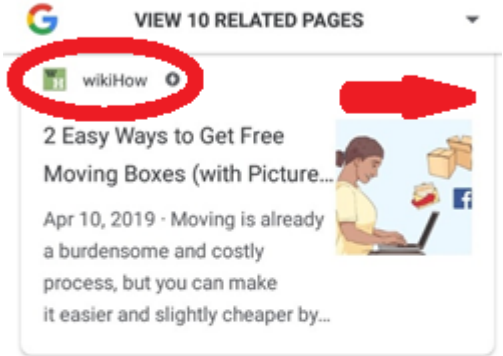 G VIEW 10 RELATED PAGES
wH wikiHow
2 Easy Ways to Get Free
Moving Boxes (with Picture...
Apr 10, 2019 · Moving is already
a burdensome and costly
process, but you can make
it easier and slightly cheaper by...
f